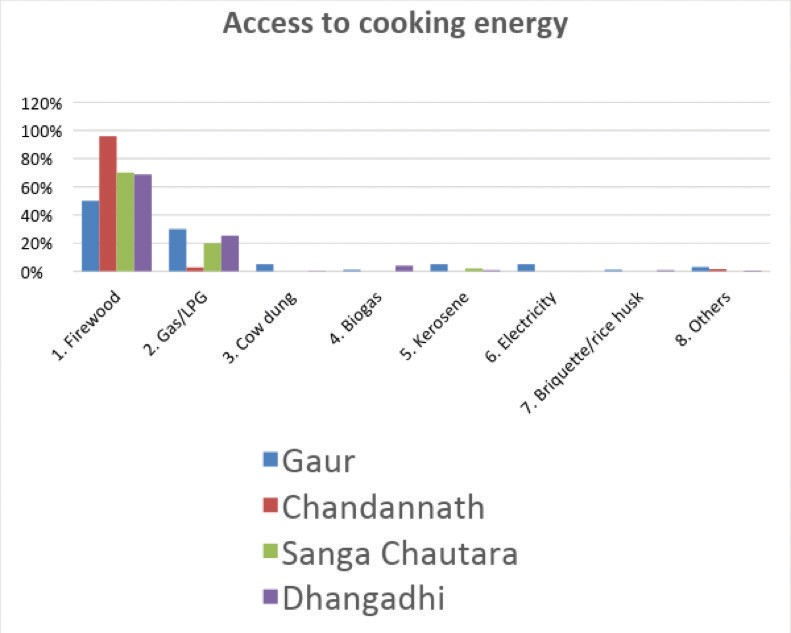 Access to cooking energy
120%
100%
80%
60%
40%
20%
0%
1. Firewood
2. Gas/LPG
3. Cow dung
4. Biogas
5. Kerosene
6. Electricity
7. Briquette/rice husk
8. Others
Gaur
Chandannath
Sanga Chautara
Dhangadhi